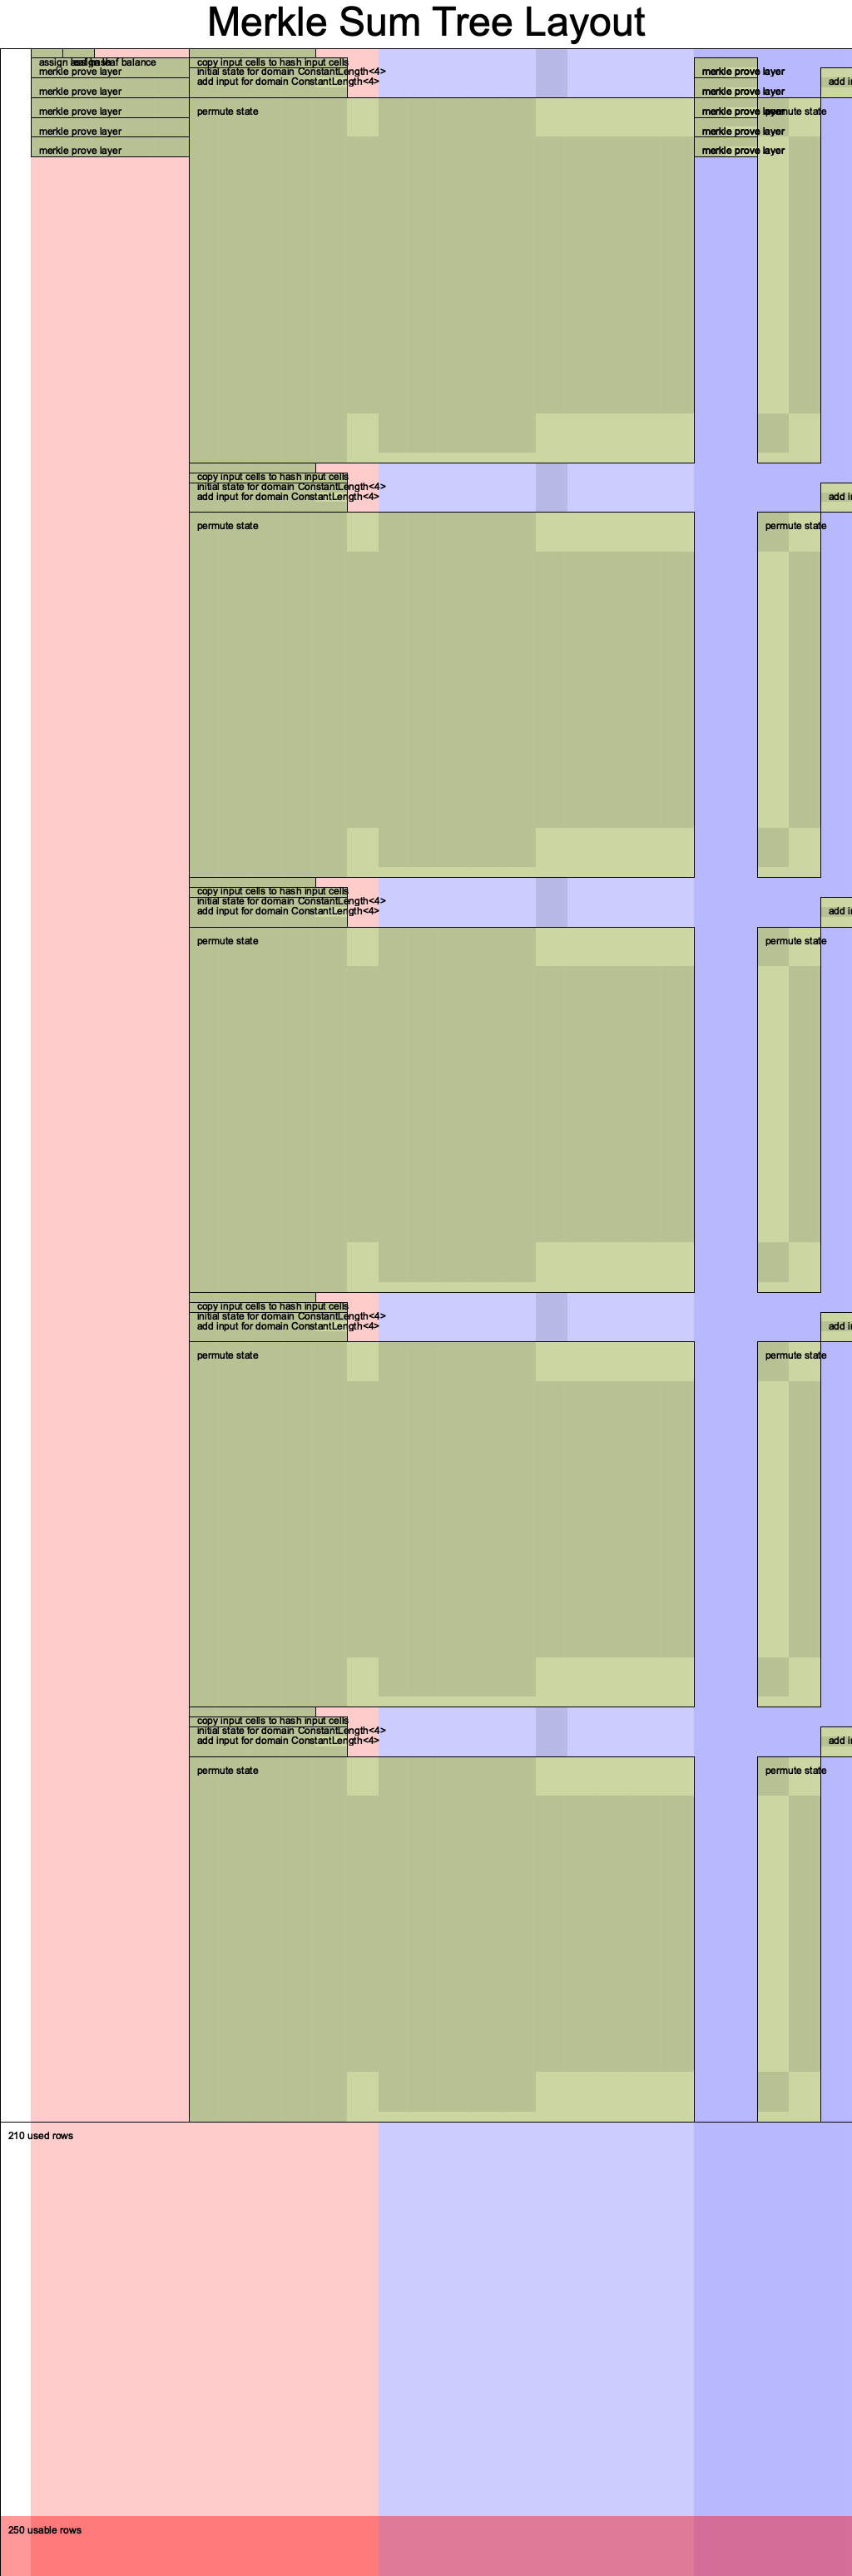 Merkle Sum Tree Layout
assign leaf hash
leaf balance
copy input cells to hash input cells
merkle prove layer
initial state for domain ConstantLength<4>
merkle prove layer
add input for domain ConstantLength<4>
add i
merkle prove layer
merkle prove layer
merkle prove layer
permute state
merkle prove layer
permute state
merkle prove layer
merkle prove layer
merkle prove layer
merkle prove layer
copy input cells to hash input cells
initial state for domain ConstantLength<4>
add input for domain ConstantLength<4>
add i
permute state
permute state
copy input cells to hash input cells
initial state for domain ConstantLength<4>
add input for domain ConstantLength<4>
add i
permute state
permute state
copy input cells to hash input cells
initial state for domain ConstantLength<4>
add input for domain ConstantLength<4>
add i
permute state
permute state
copy input cells to hash input cells
initial state for domain ConstantLength<4>
add input for domain ConstantLength<4>
add i
permute state
permute state
210 used rows
250 usable rows